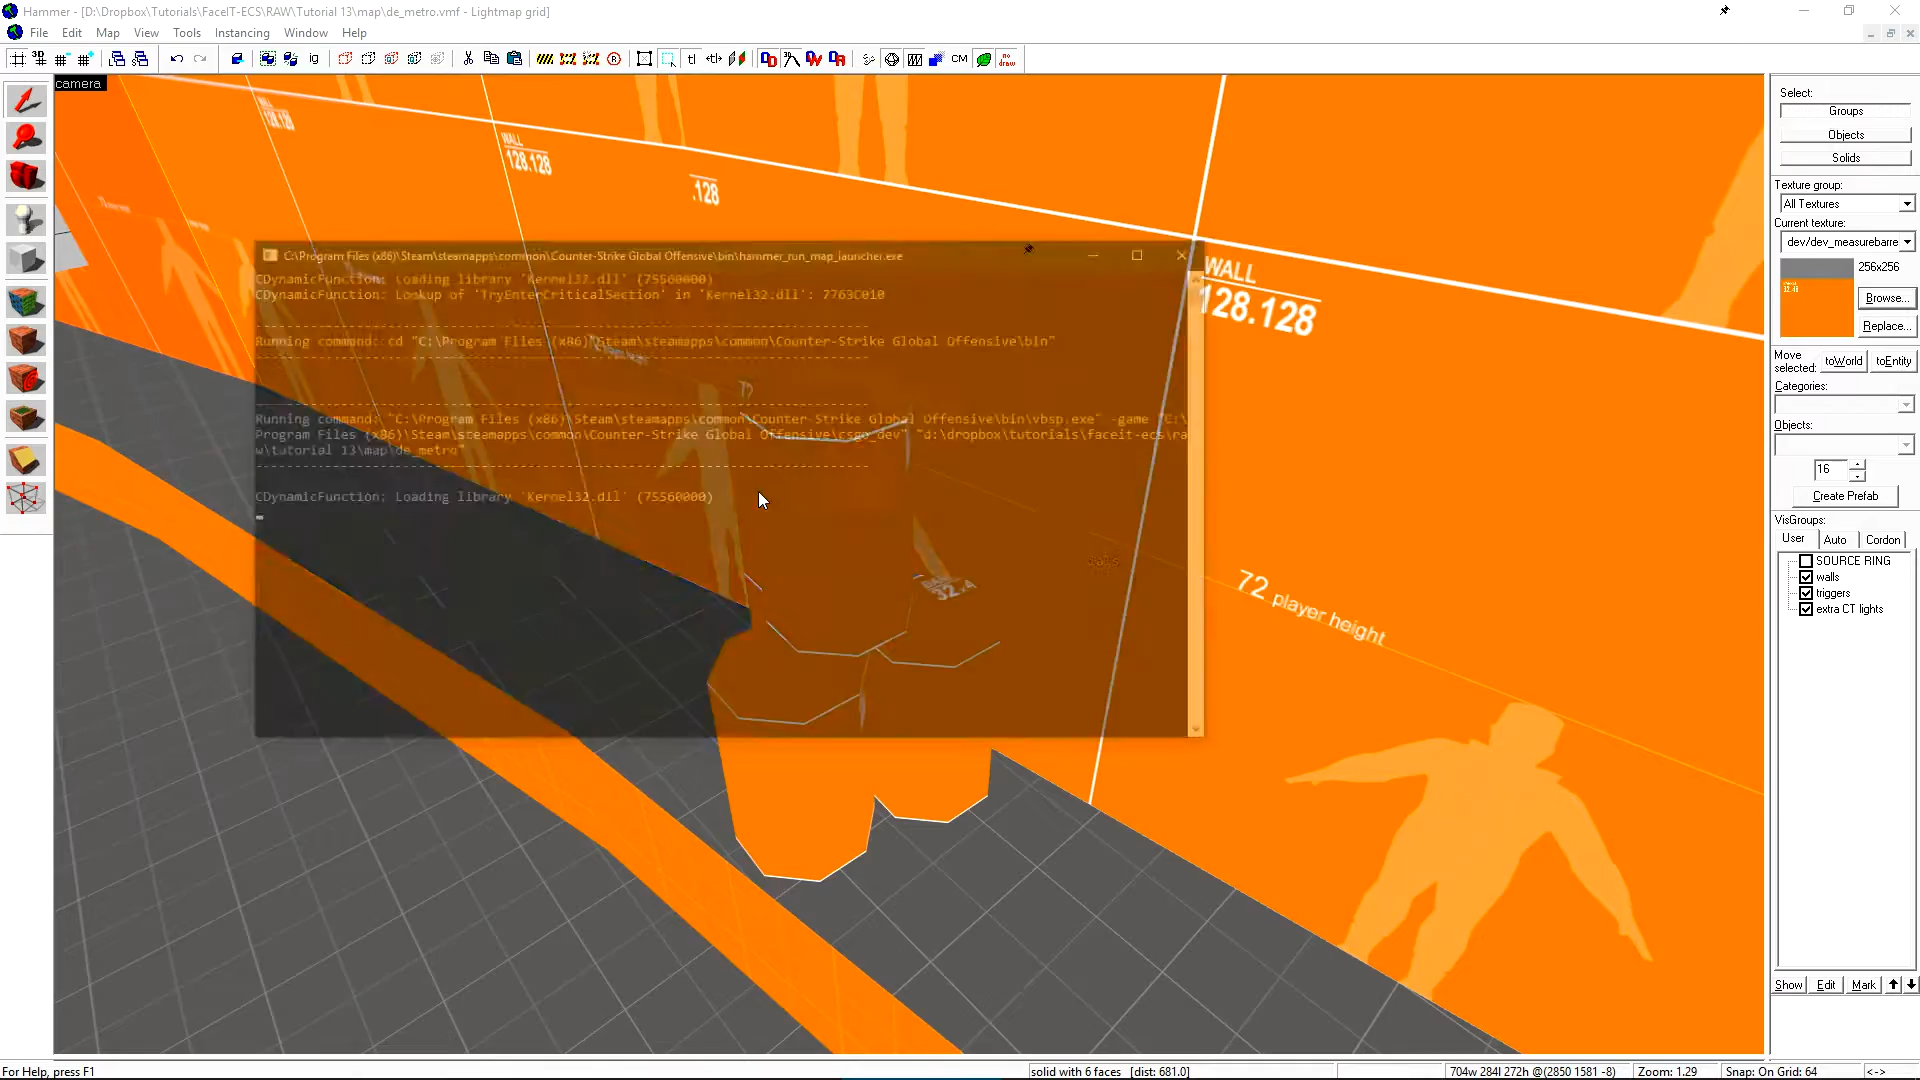 Hammer - [D:\Dropbox\Tutorials\FaceIT-ECS\RAW\Tutorial 13\map\de_metro.vmf - Lightmap grid]
File Edit Map View Tools Instancing Window Help
camera
WALL
128.128
.128
WALL
128.128
72 player height
C:\Program Files (x86)\Steam\steamapps\common\Counter-Strike Global Offensive\bin\hammer_run_map_launcher.exe
CDynamicFunction: Loading library 'Kernel32.dll' (75560000)
CDynamicFunction: Lookup of 'TryEnterCriticalSection' in 'Kernel32.dll': 7763C010
Running command: cd "C:\Program Files (x86)\Steam\steamapps\common\Counter-Strike Global Offensive\bin"
Running command: "C:\Program Files (x86)\Steam\steamapps\common\Counter-Strike Global Offensive\bin\vbsp.exe" -game "C:\
Program Files (x86)\Steam\steamapps\common\Counter-Strike Global Offensive\csgo_dev" "d:\dropbox\tutorials\faceit-ecs\ra
w\tutorial 13\map\de_metro"
CDynamicFunction: Loading library 'Kernel32.dll' (75560000)
Select:
Groups
Objects
Solids
Texture group:
All Textures
Current texture:
dev/dev_measurebarre
256x256
Browse...
Replace...
Move
selected:
toWorld
toEntity
Categories:
Objects:
16
Create Prefab
VisGroups:
User Auto Cordon
SOURCE RING
walls
triggers
extra CT lights
Show Edit Mark
For Help, press F1
solid with 6 faces [dist: 681.0]
704w 284l 272h @(2850 1581 -8)
Zoom: 1.29
Snap: On Grid: 64
<->